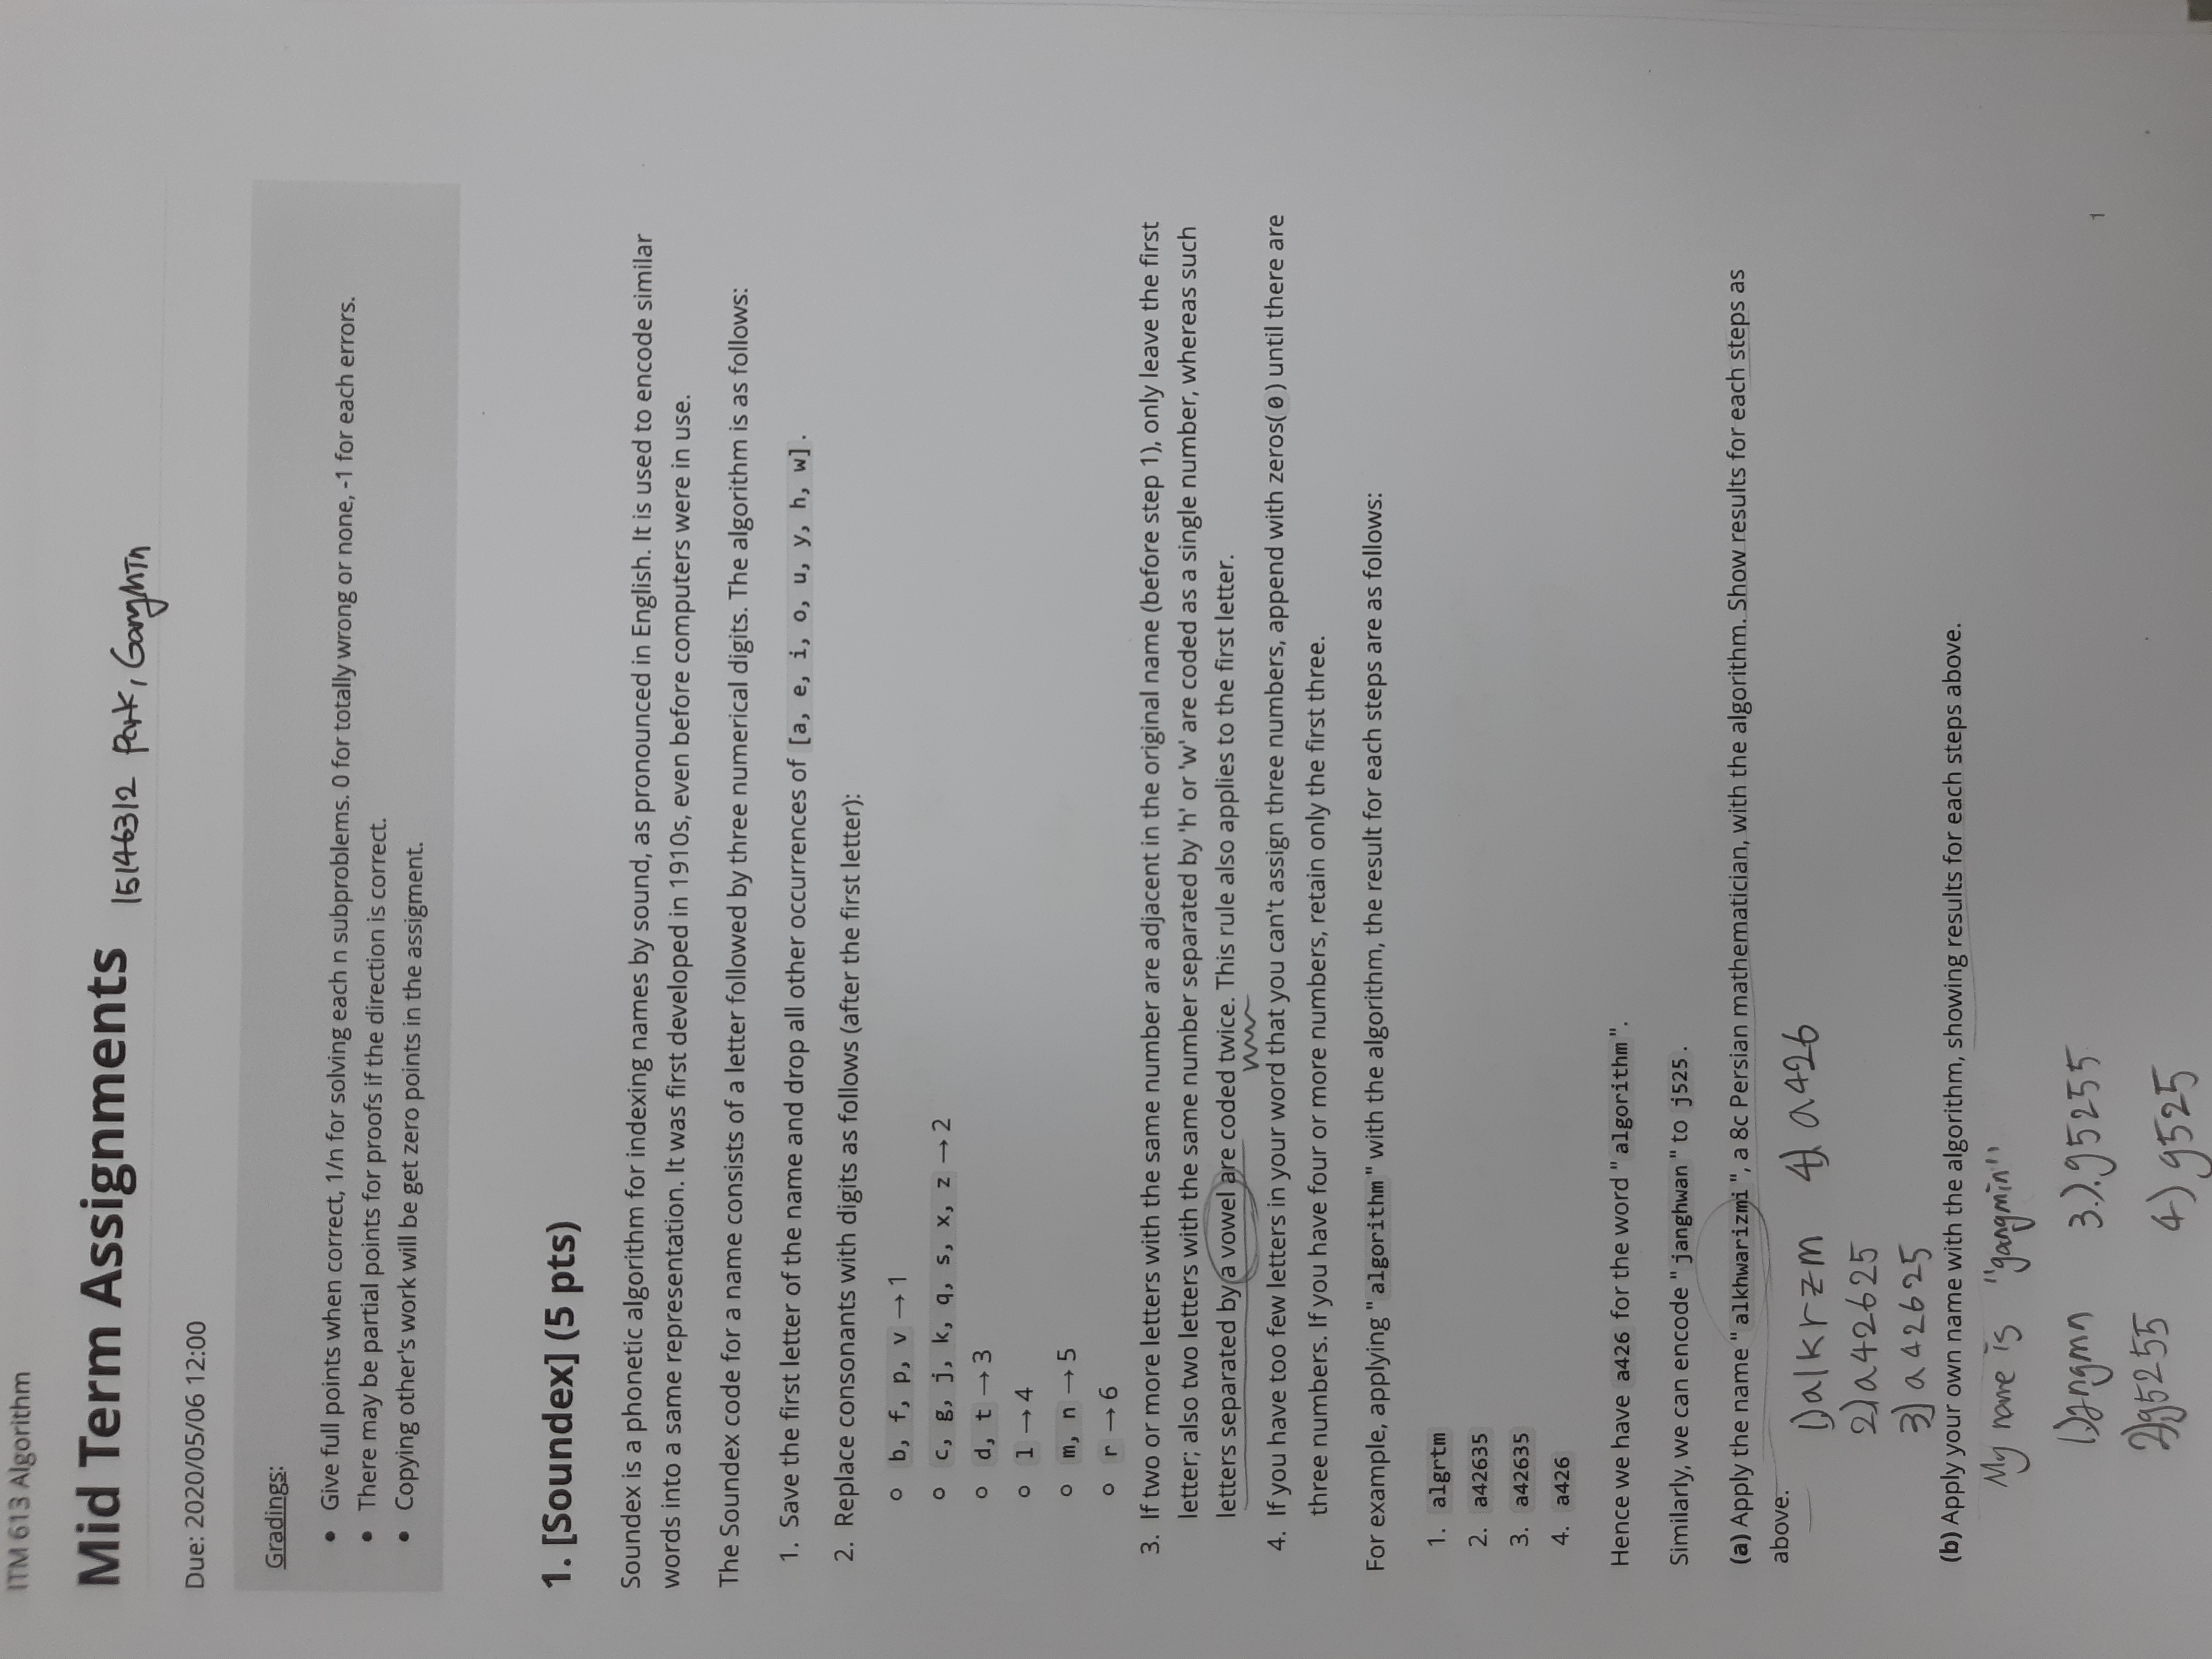 ITM 613 Algorithm
Mid Term Assignments 15146312 Park, GangMin
Due: 2020/05/06 12:00
Gradings:
• Give full points when correct, 1/n for solving each n subproblems. 0 for totally wrong or none, -1 for each errors.
• There may be partial points for proofs if the direction is correct.
• Copying other's work will be get zero points in the assigment.
1. [Soundex] (5 pts)
Soundex is a phonetic algorithm for indexing names by sound, as pronounced in English. It is used to encode similar
words into a same representation. It was first developed in 1910s, even before computers were in use.
The Soundex code for a name consists of a letter followed by three numerical digits. The algorithm is as follows:
1. Save the first letter of the name and drop all other occurrences of [a, e, i, o, u, y, h, w].
2. Replace consonants with digits as follows (after the first letter):
○ b, f, p, v → 1
○ c, g, j, k, q, s, x, z → 2
○ d, t → 3
○ l → 4
○ m, n → 5
○ r → 6
3. If two or more letters with the same number are adjacent in the original name (before step 1), only leave the first
letter; also two letters with the same number separated by 'h' or 'w' are coded as a single number, whereas such
letters separated by a vowel are coded twice. This rule also applies to the first letter.
4. If you have too few letters in your word that you can't assign three numbers, append with zeros(0) until there are
three numbers. If you have four or more numbers, retain only the first three.
For example, applying "algorithm" with the algorithm, the result for each steps are as follows:
1. algrtm
2. a42635
3. a42635
4. a426
Hence we have a426 for the word "algorithm".
Similarly, we can encode "janghwan" to j525.
(a) Apply the name "alkhwarizmi", a 8c Persian mathematician, with the algorithm. Show results for each steps as
above.
1) alkrzm 4) a426
2) a42625
3) a42625
(b) Apply your own name with the algorithm, showing results for each steps above.
My name is "gangmin"
1.) gngmn 3.). g5255
2) g5255
4) g525
1